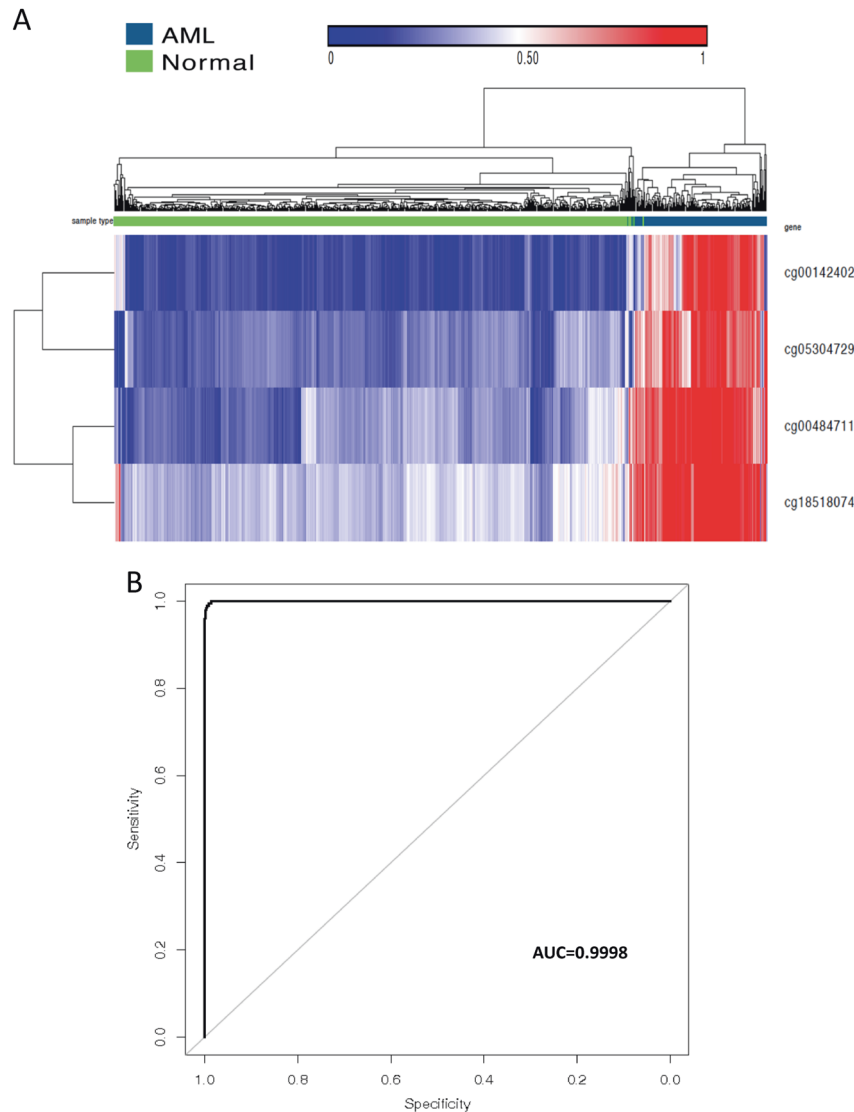 A
AML
Normal
0 0.50 1
sample type
gene
cg00142402
cg05304729
cg00484711
cg18518074
B
1.0
0.8
0.6
0.4
0.2
0.0
Sensitivity
AUC=0.9998
1.0 0.8 0.6 0.4 0.2 0.0
Specificity